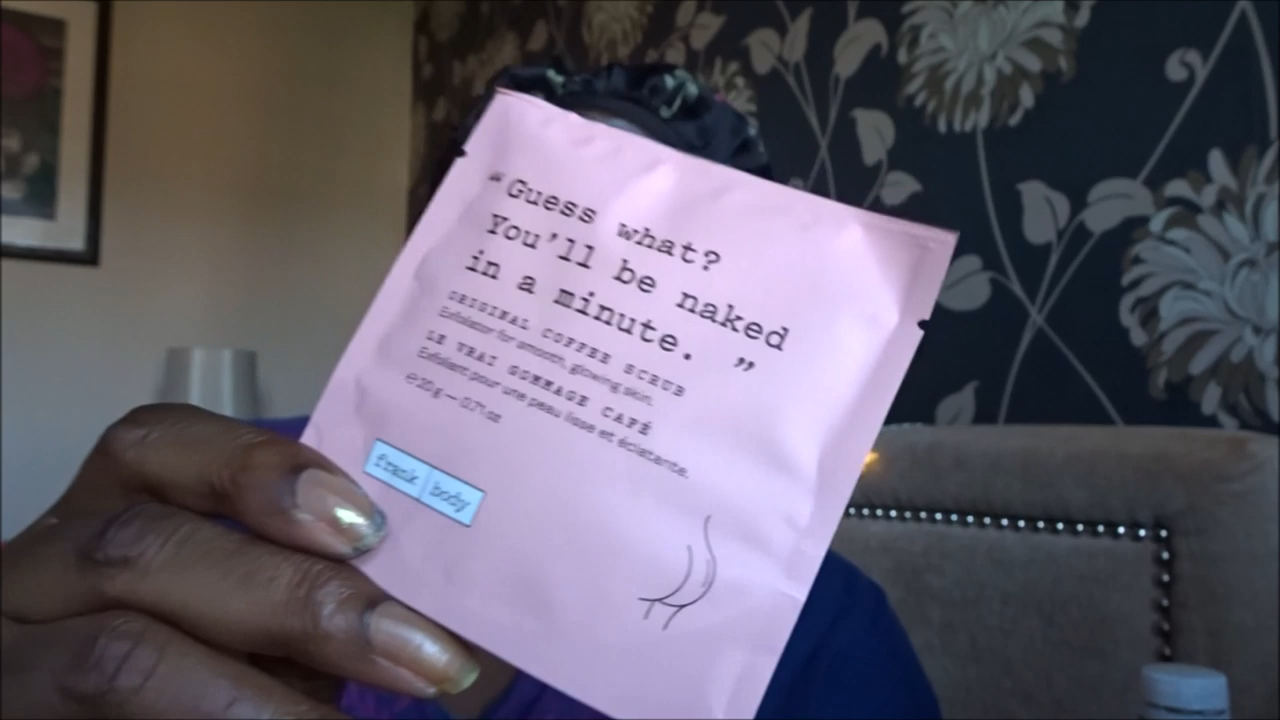 “Guess what?
You’ll be naked
in a minute. ”
ORIGINAL COFFEE SCRUB
Exfoliator for smooth, glowing skin.
LE VRAI GOMMAGE CAFÉ
Exfoliant pour une peau lisse et éclatante.
℮ 20 g — 0.71 oz
frank body